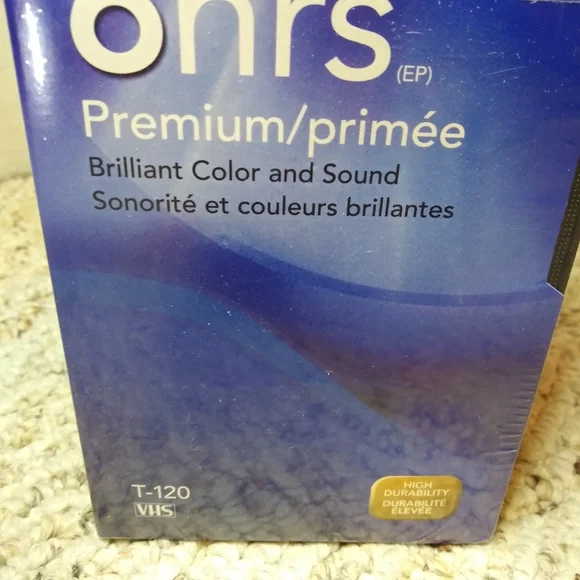 6hrs (EP)
Premium/primée
Brilliant Color and Sound
Sonorité et couleurs brillantes
T-120
VHS
HIGH
DURABILITY
DURABILITÉ
ÉLEVÉE